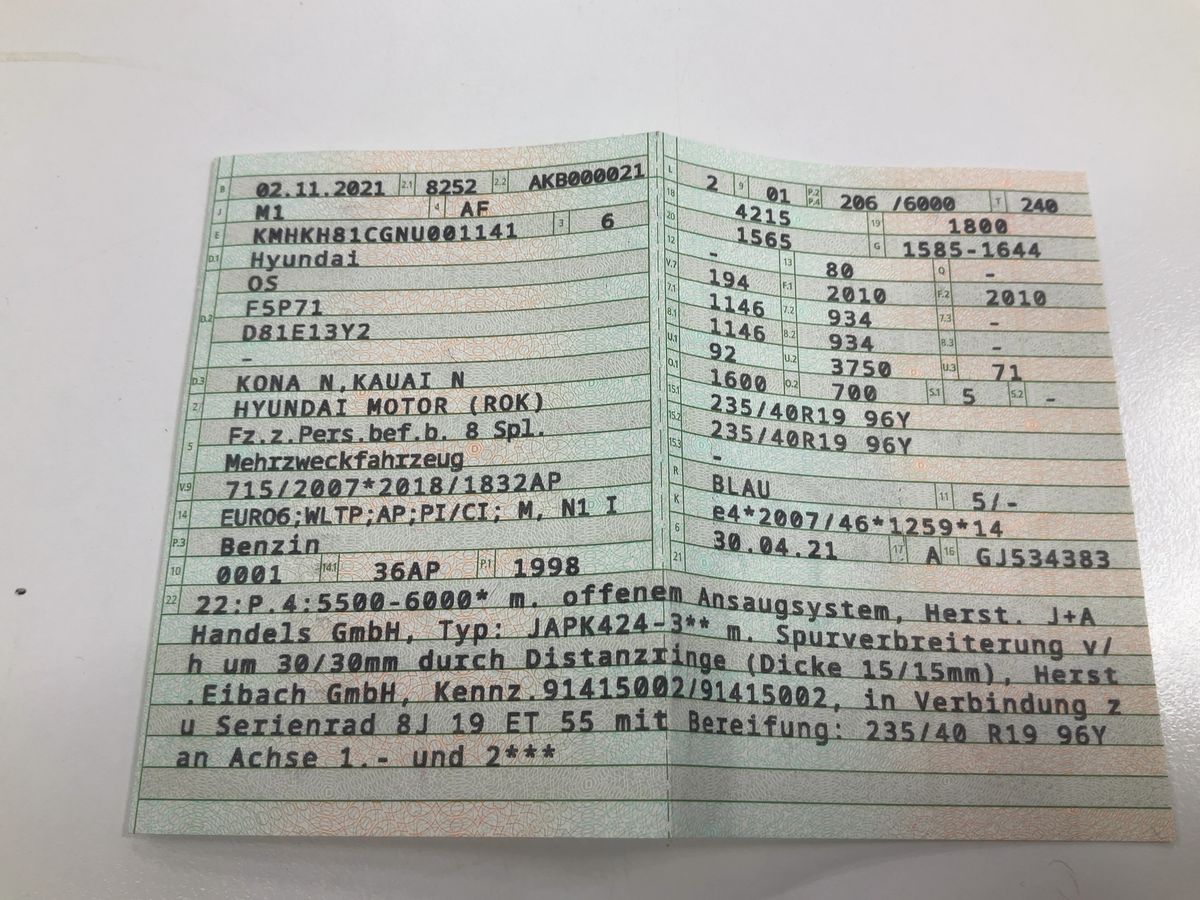 B 02.11.2021 2.1 8252 2.2 AKB000021
J M1 4 AF
E KMHKH81CGNU001141 3 6
D.1 Hyundai
OS
D.2 F5P71
D81E13Y2
-
D.3 KONA N,KAUAI N
2 HYUNDAI MOTOR (ROK)
5 Fz.z.Pers.bef.b. 8 Spl.
Mehrzweckfahrzeug
V.9 715/2007*2018/1832AP
14 EURO6;WLTP;AP;PI/CI; M, N1 I
P.3 Benzin
10 0001 14.1 36AP P.1 1998
L 2 9 01 P.2 P.4 206 /6000 T 240
18 4215 19 1800
20 1565 G 1585-1644
12 - 13 80 Q -
V.7 194 F.1 2010 F.2 2010
7.1 1146 7.2 934 7.3 -
8.1 1146 8.2 934 8.3 -
U.1 92 U.2 3750 U.3 71
O.1 1600 O.2 700 S.1 5 S.2 -
15.1 235/40R19 96Y
15.2 235/40R19 96Y
15.3 -
R BLAU 11 5/-
K e4*2007/46*1259*14
6 30.04.21 17 A 16 GJ534383
21
22 22:P.4:5500-6000* m. offenem Ansaugsystem, Herst. J+A
Handels GmbH, Typ: JAPK424-3** m. Spurverbreiterung v/
h um 30/30mm durch Distanzringe (Dicke 15/15mm), Herst
.Eibach GmbH, Kennz.91415002/91415002, in Verbindung z
u Serienrad 8J 19 ET 55 mit Bereifung: 235/40 R19 96Y
an Achse 1.- und 2***